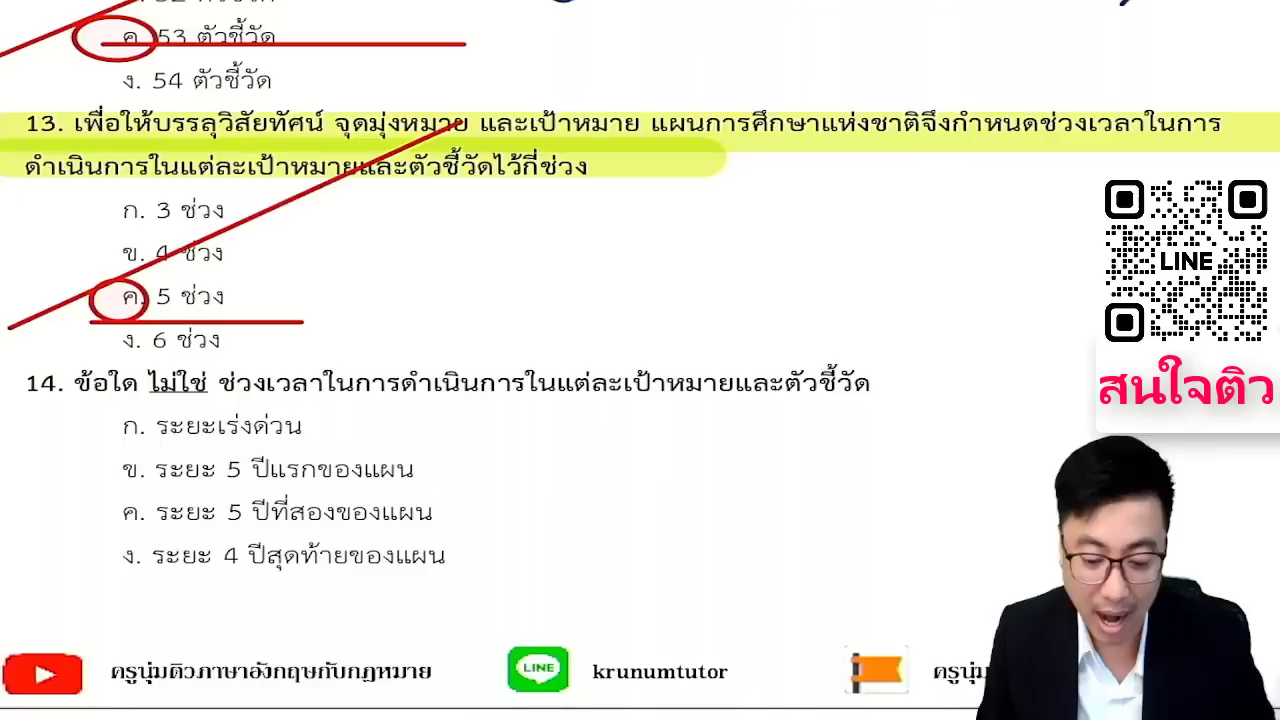 ค. 53 ตัวชี้วัด
ง. 54 ตัวชี้วัด
13. เพื่อให้บรรลุวิสัยทัศน์ จุดมุ่งหมาย และเป้าหมาย แผนการศึกษาแห่งชาติจึงกำหนดช่วงเวลาในการ
ดำเนินการในแต่ละเป้าหมายและตัวชี้วัดไว้กี่ช่วง
ก. 3 ช่วง
ข. 4 ช่วง
ค. 5 ช่วง
ง. 6 ช่วง
LINE
สนใจติว
14. ข้อใด ไม่ใช่ ช่วงเวลาในการดำเนินการในแต่ละเป้าหมายและตัวชี้วัด
ก. ระยะเร่งด่วน
ข. ระยะ 5 ปีแรกของแผน
ค. ระยะ 5 ปีที่สองของแผน
ง. ระยะ 4 ปีสุดท้ายของแผน
ครูนุ่มติวภาษาอังกฤษกับกฎหมาย LINE krunumtutor ครูนุ่ม